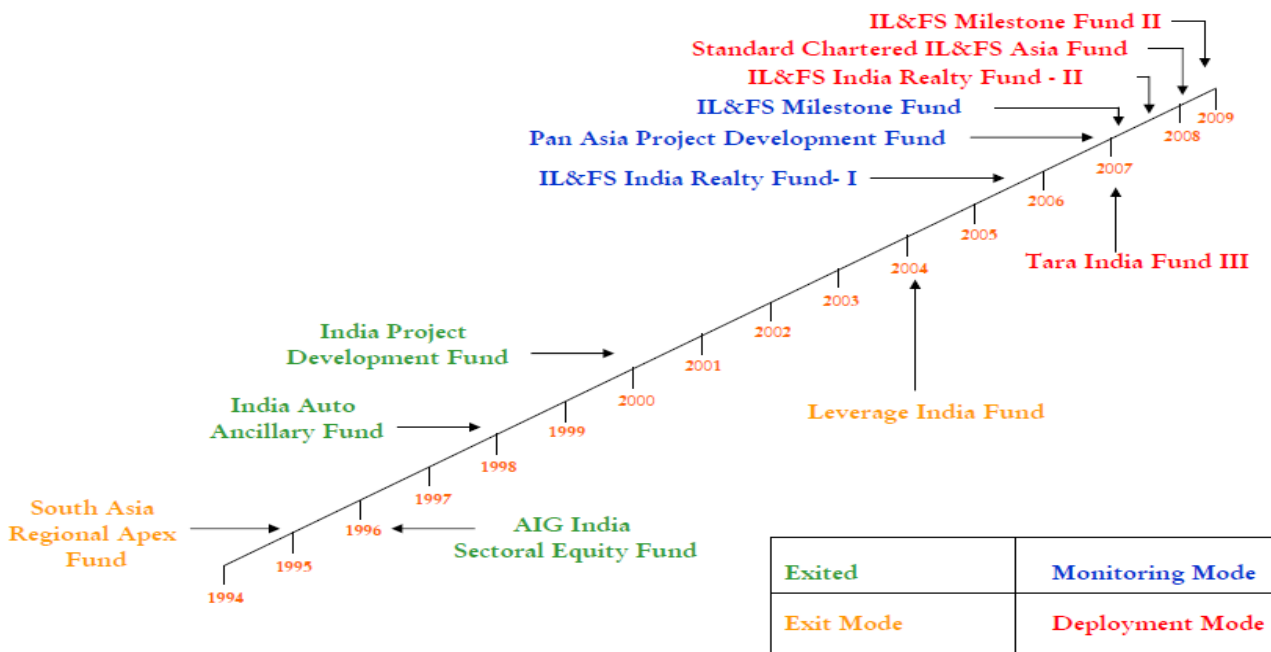 IL&FS Milestone Fund II
Standard Chartered IL&FS Asia Fund
IL&FS India Realty Fund - II
IL&FS Milestone Fund
Pan Asia Project Development Fund
IL&FS India Realty Fund- I
2009
2008
2007
2006
2005
2004
2003
2002
2001
2000
1999
1998
1997
1996
1995
1994
Tara India Fund III
India Project
Development Fund
Leverage India Fund
India Auto
Ancillary Fund
South Asia
Regional Apex
Fund
AIG India
Sectoral Equity Fund
Exited
Monitoring Mode
Exit Mode
Deployment Mode